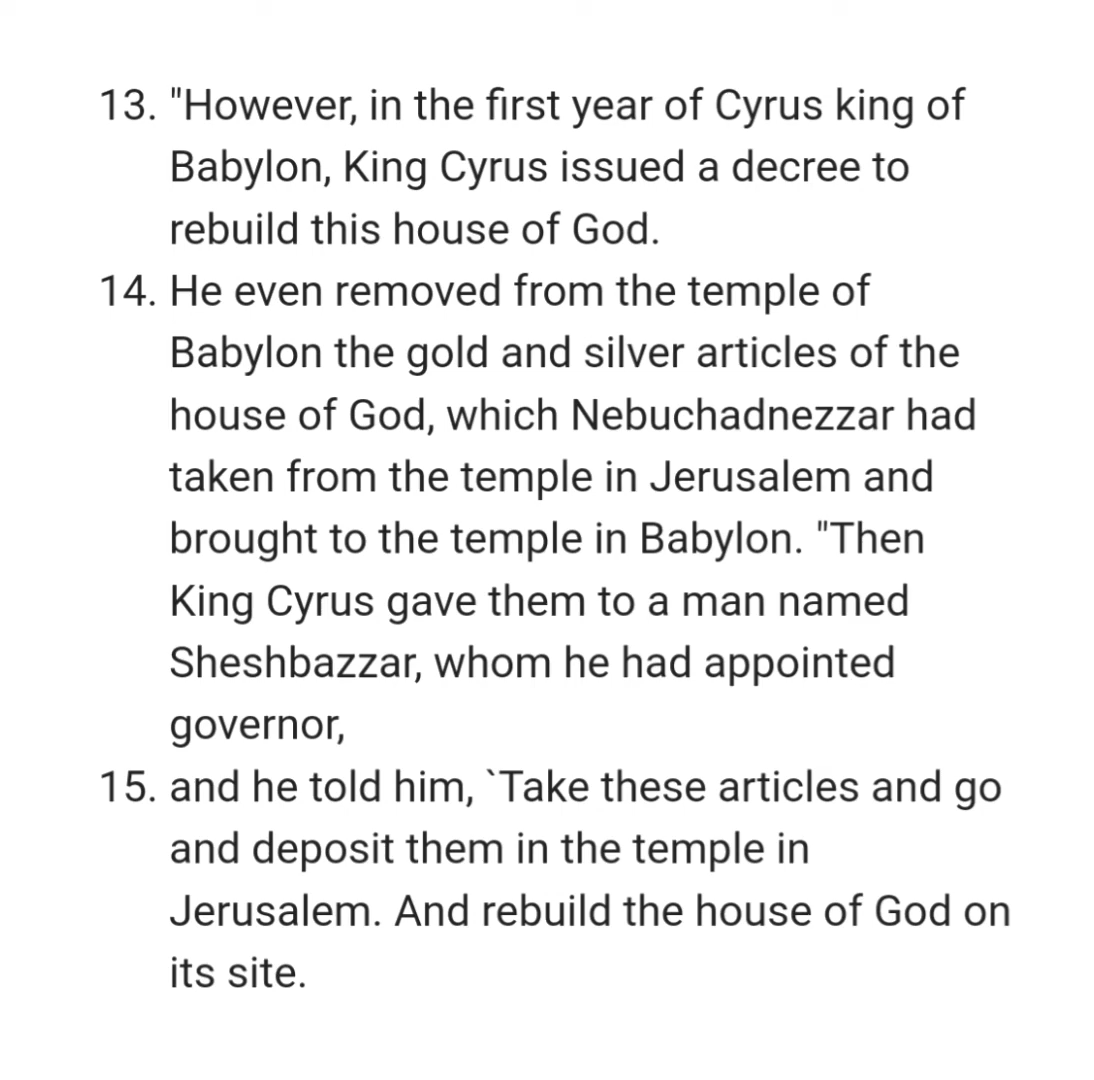 13. "However, in the first year of Cyrus king of
Babylon, King Cyrus issued a decree to
rebuild this house of God.
14. He even removed from the temple of
Babylon the gold and silver articles of the
house of God, which Nebuchadnezzar had
taken from the temple in Jerusalem and
brought to the temple in Babylon. "Then
King Cyrus gave them to a man named
Sheshbazzar, whom he had appointed
governor,
15. and he told him, `Take these articles and go
and deposit them in the temple in
Jerusalem. And rebuild the house of God on
its site.